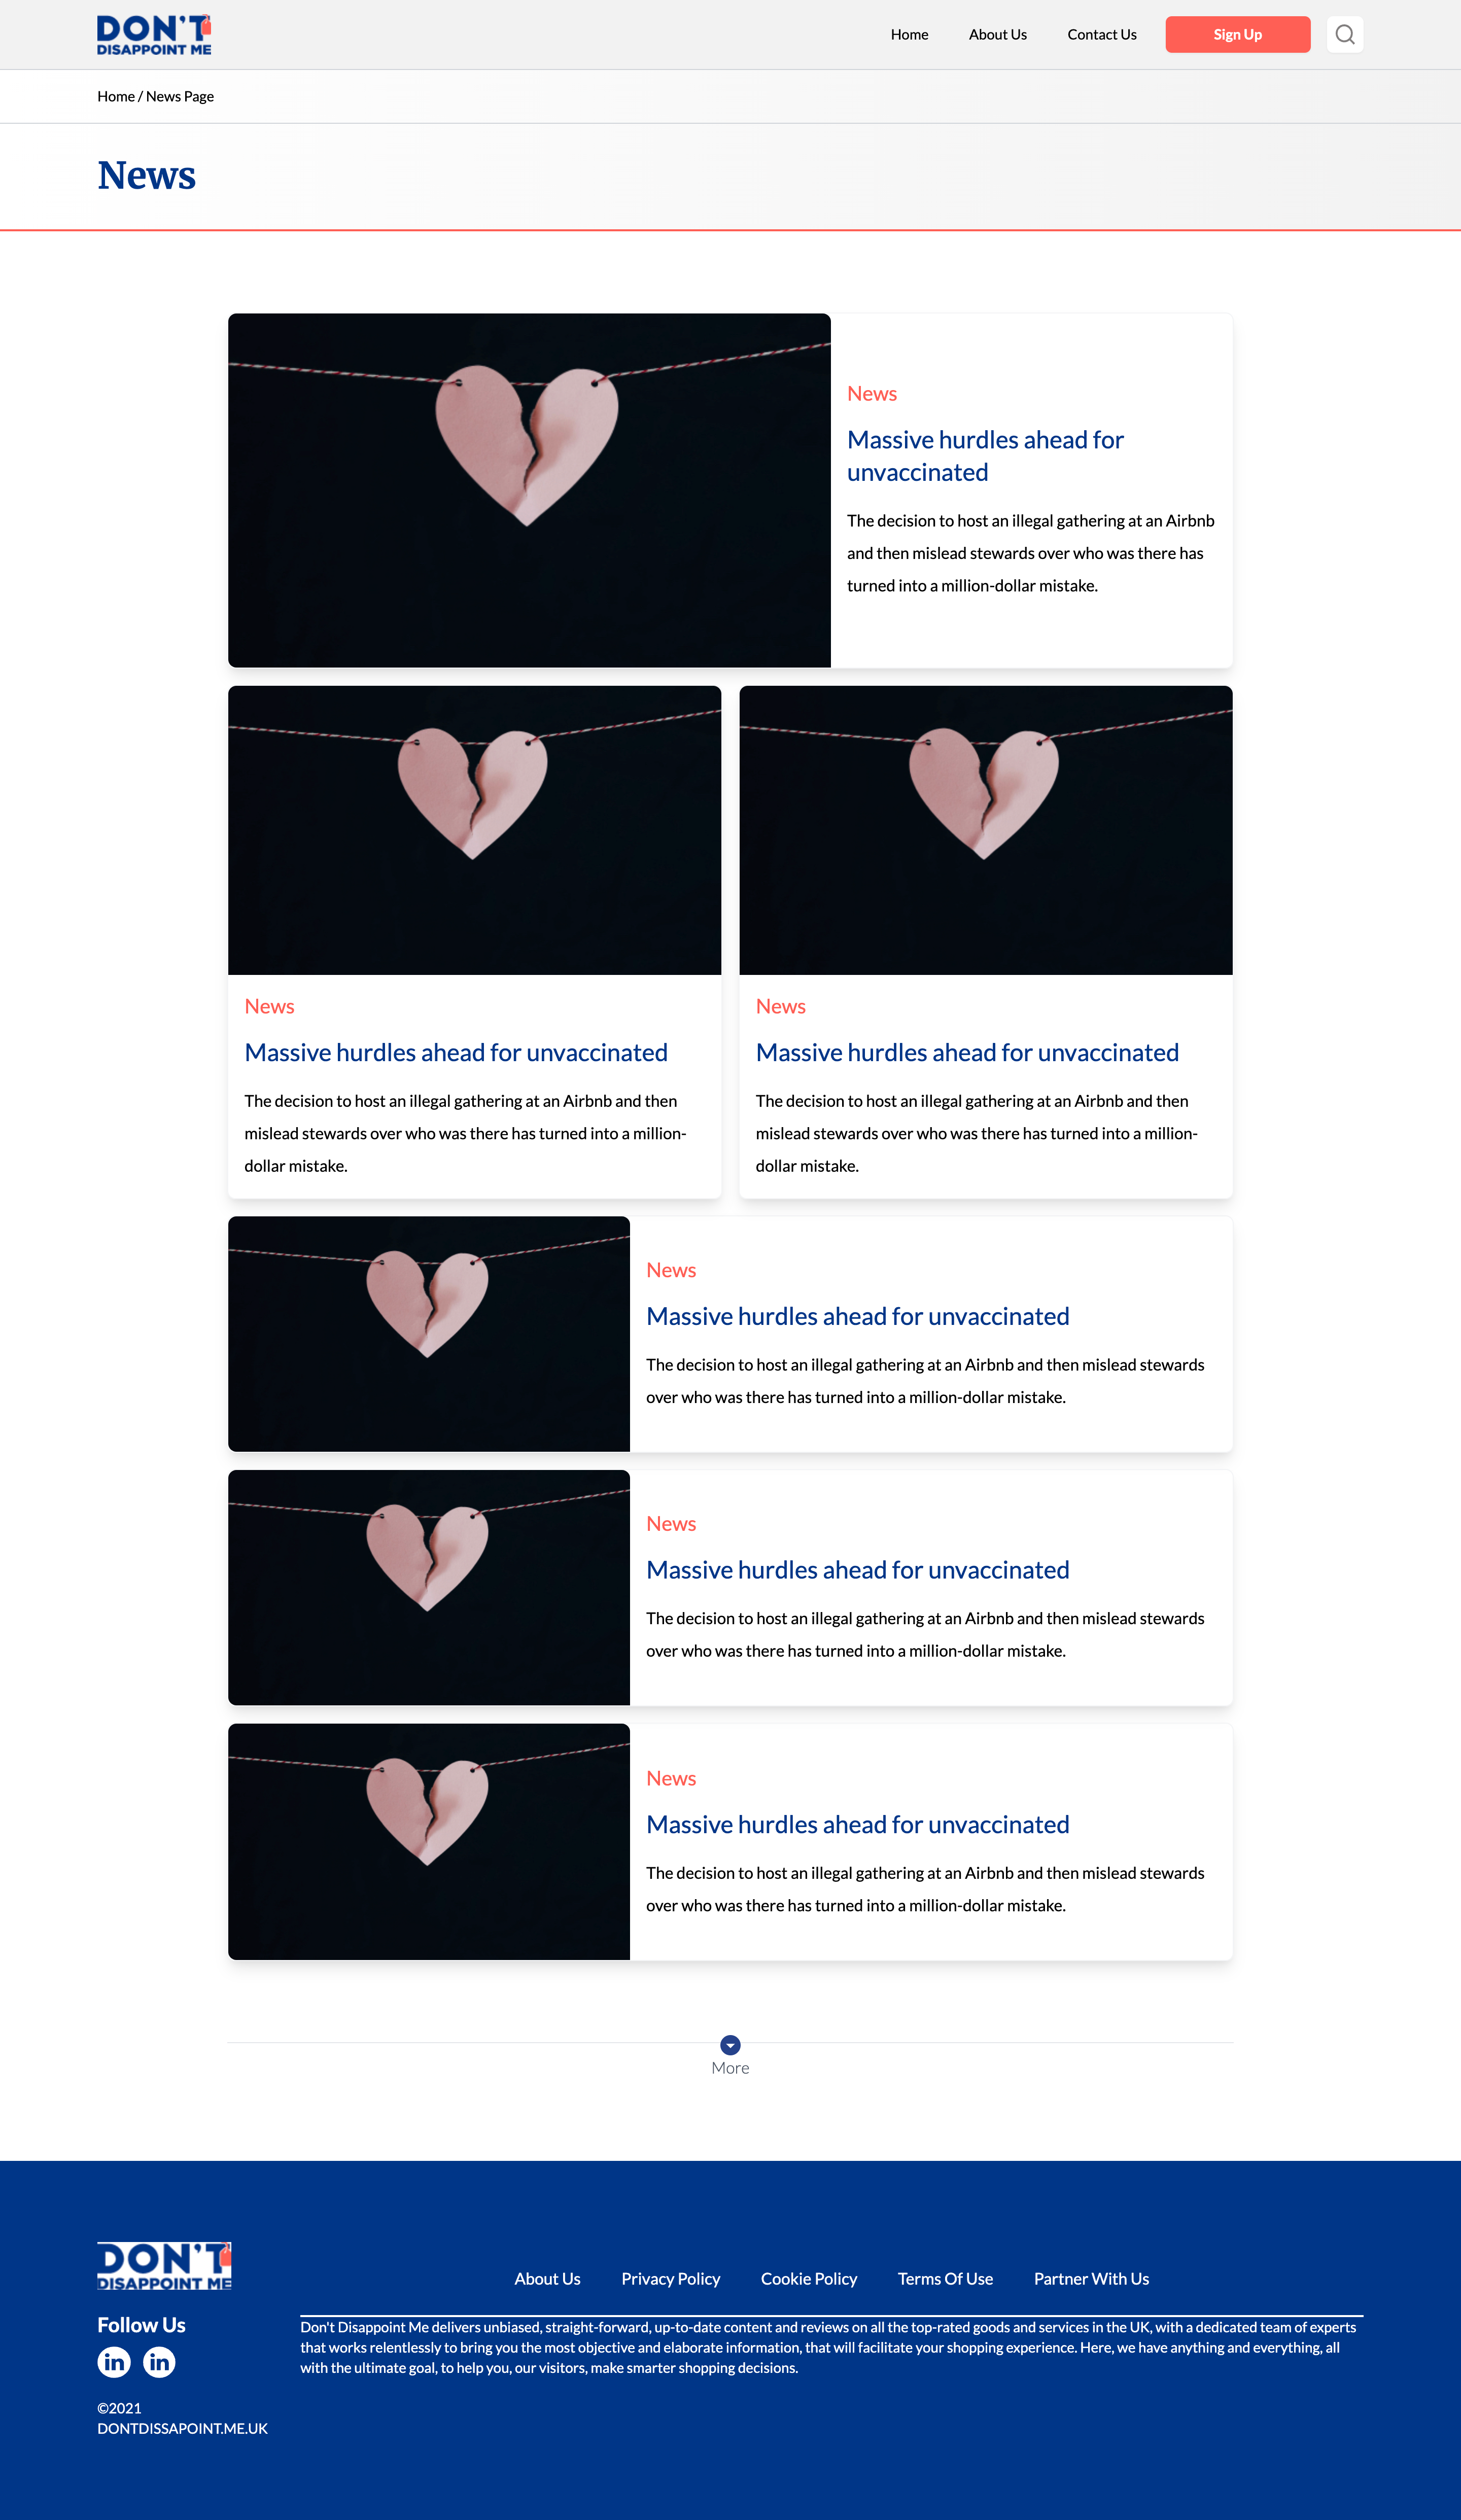 DON'T
DISAPPOINT ME
Home
About Us
Contact Us
Sign Up
Home / News Page
News
News
Massive hurdles ahead for
unvaccinated
The decision to host an illegal gathering at an Airbnb
and then mislead stewards over who was there has
turned into a million-dollar mistake.
News
Massive hurdles ahead for unvaccinated
The decision to host an illegal gathering at an Airbnb and then
mislead stewards over who was there has turned into a million-
dollar mistake.
News
Massive hurdles ahead for unvaccinated
The decision to host an illegal gathering at an Airbnb and then
mislead stewards over who was there has turned into a million-
dollar mistake.
News
Massive hurdles ahead for unvaccinated
The decision to host an illegal gathering at an Airbnb and then mislead stewards
over who was there has turned into a million-dollar mistake.
News
Massive hurdles ahead for unvaccinated
The decision to host an illegal gathering at an Airbnb and then mislead stewards
over who was there has turned into a million-dollar mistake.
News
Massive hurdles ahead for unvaccinated
The decision to host an illegal gathering at an Airbnb and then mislead stewards
over who was there has turned into a million-dollar mistake.
More
DON'T
DISAPPOINT ME
About Us
Privacy Policy
Cookie Policy
Terms Of Use
Partner With Us
Follow Us
in
in
©2021
DONTDISSAPOINT.ME.UK
Don't Disappoint Me delivers unbiased, straight-forward, up-to-date content and reviews on all the top-rated goods and services in the UK, with a dedicated team of experts
that works relentlessly to bring you the most objective and elaborate information, that will facilitate your shopping experience. Here, we have anything and everything, all
with the ultimate goal, to help you, our visitors, make smarter shopping decisions.